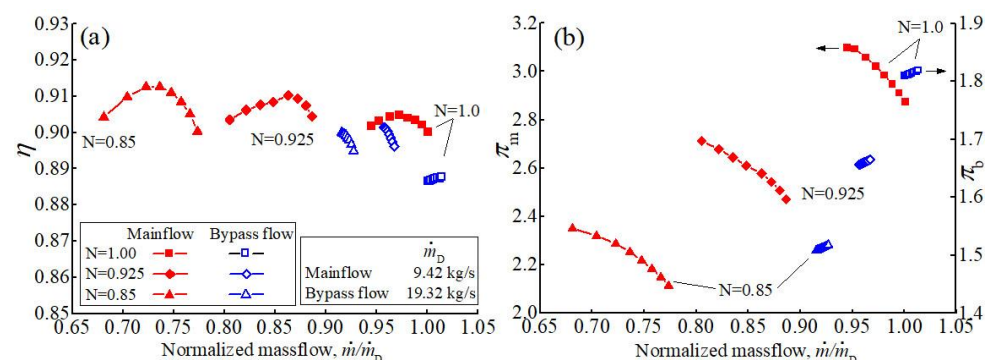 (a)
0.93
0.92
0.91
0.90
0.89
0.88
0.87
0.86
0.85
η
N=0.85
N=0.925
N=1.0
Mainflow Bypass flow
N=1.00
N=0.925
N=0.85
ṁD
Mainflow 9.42 kg/s
Bypass flow 19.32 kg/s
0.65 0.70 0.75 0.80 0.85 0.90 0.95 1.00 1.05
Normalized massflow, ṁ/ṁD
(b)
3.2
3.0
2.8
2.6
2.4
2.2
2.0
πm
N=1.0
N=0.925
N=0.85
1.9
1.8
1.7
1.6
1.5
1.4
πb
0.65 0.70 0.75 0.80 0.85 0.90 0.95 1.00 1.05
Normalized massflow, ṁ/ṁD